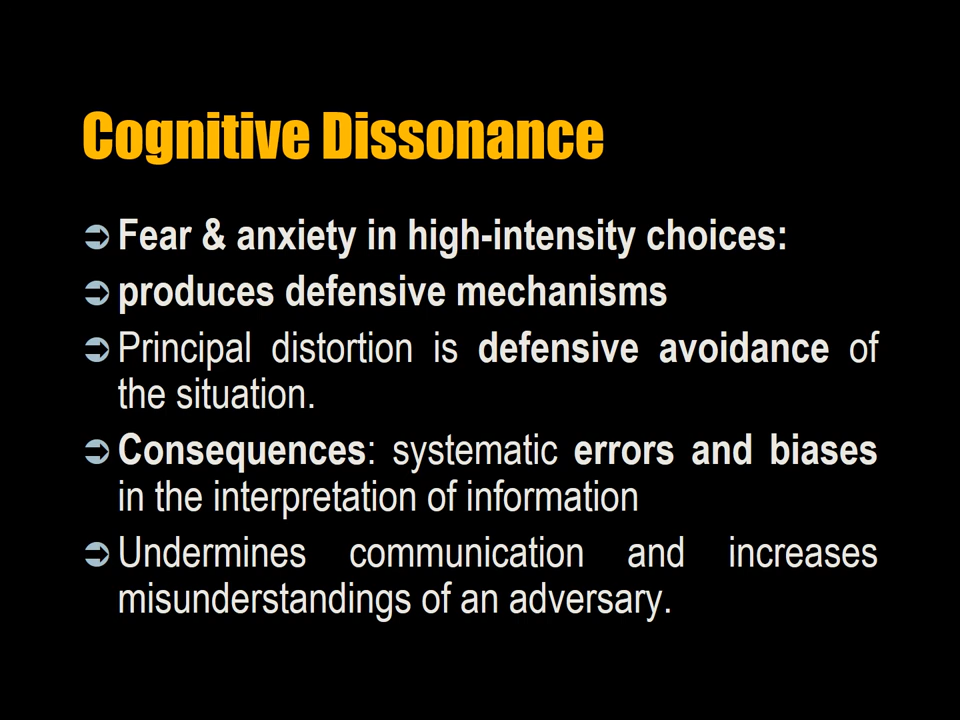 Cognitive Dissonance
➲ Fear & anxiety in high-intensity choices:
➲ produces defensive mechanisms
➲ Principal distortion is defensive avoidance of
the situation.
➲ Consequences: systematic errors and biases
in the interpretation of information
➲ Undermines communication and increases
misunderstandings of an adversary.